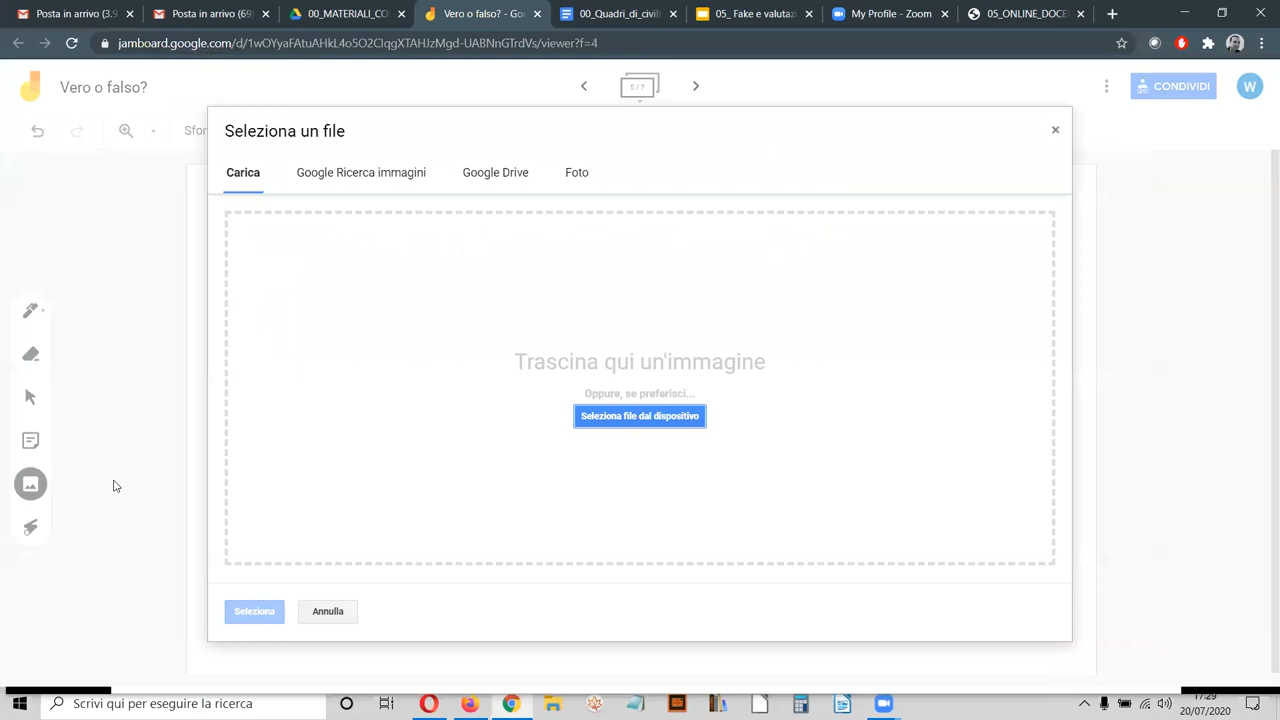 Posta in arrivo (3.9
Posta in arrivo (69
00_MATERIALI_CO
Vero o falso? - Go
00_Quadri_di_civil
05_ Fake e valutaz
My Profile - Zoom
05_ONLINE_DOCE
jamboard.google.com/d/1wOYyaFAtuAHkL4o5O2ClqgXTAHJzMgd-UABNnGTrdVs/viewer?f=4
Vero o falso?
5 / 7
CONDIVIDI
W
Sfon
Seleziona un file
×
Carica
Google Ricerca immagini
Google Drive
Foto
Trascina qui un'immagine
Oppure, se preferisci...
Seleziona file dal dispositivo
Seleziona
Annulla
Scrivi qui per eseguire la ricerca
17:29
20/07/2020